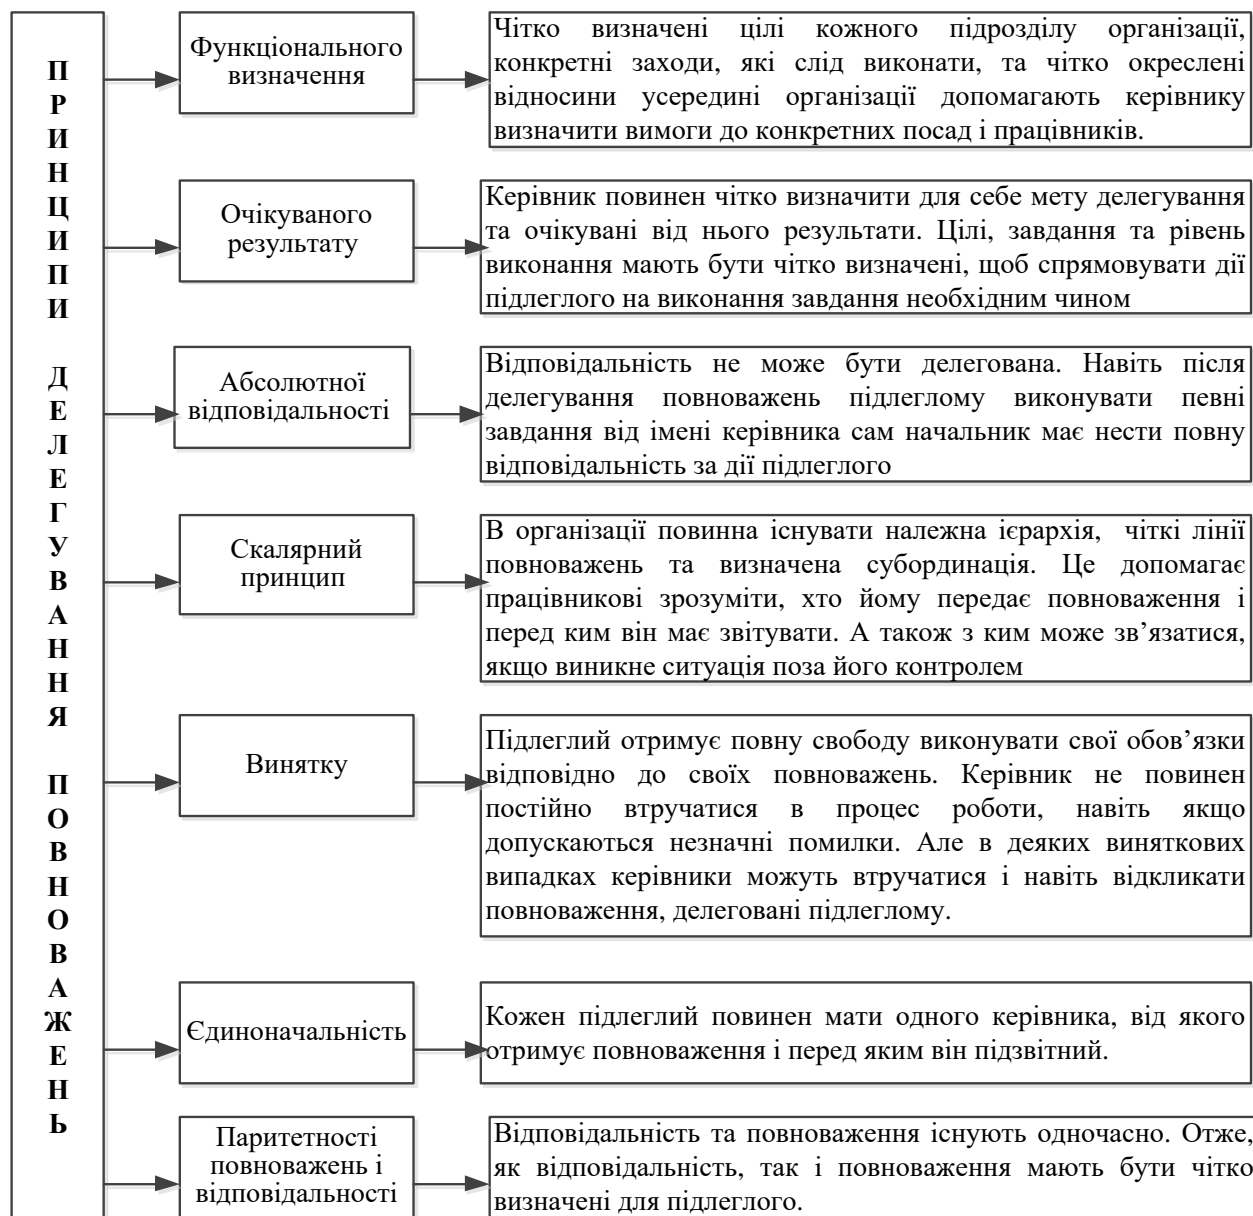 ПРИНЦИПИ ДЕЛЕГУВАННЯ ПОВНОВАЖЕНЬ
Функціонального
визначення
Чітко визначені цілі кожного підрозділу організації,
конкретні заходи, які слід виконати, та чітко окреслені
відносини усередині організації допомагають керівнику
визначити вимоги до конкретних посад і працівників.
Очікуваного
результату
Керівник повинен чітко визначити для себе мету делегування
та очікувані від нього результати. Цілі, завдання та рівень
виконання мають бути чітко визначені, щоб спрямовувати дії
підлеглого на виконання завдання необхідним чином
Абсолютної
відповідальності
Відповідальність не може бути делегована. Навіть після
делегування повноважень підлеглому виконувати певні
завдання від імені керівника сам начальник має нести повну
відповідальність за дії підлеглого
Скалярний
принцип
В організації повинна існувати належна ієрархія, чіткі лінії
повноважень та визначена субординація. Це допомагає
працівникові зрозуміти, хто йому передає повноваження і
перед ким він має звітувати. А також з ким може зв’язатися,
якщо виникне ситуація поза його контролем
Винятку
Підлеглий отримує повну свободу виконувати свої обов’язки
відповідно до своїх повноважень. Керівник не повинен
постійно втручатися в процес роботи, навіть якщо
допускаються незначні помилки. Але в деяких виняткових
випадках керівники можуть втручатися і навіть відкликати
повноваження, делеговані підлеглому.
Єдиноначальність
Кожен підлеглий повинен мати одного керівника, від якого
отримує повноваження і перед яким він підзвітний.
Паритетності
повноважень і
відповідальності
Відповідальність та повноваження існують одночасно. Отже,
як відповідальність, так і повноваження мають бути чітко
визначені для підлеглого.